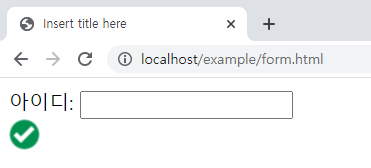 Insert title here
localhost/example/form.html
아이디: